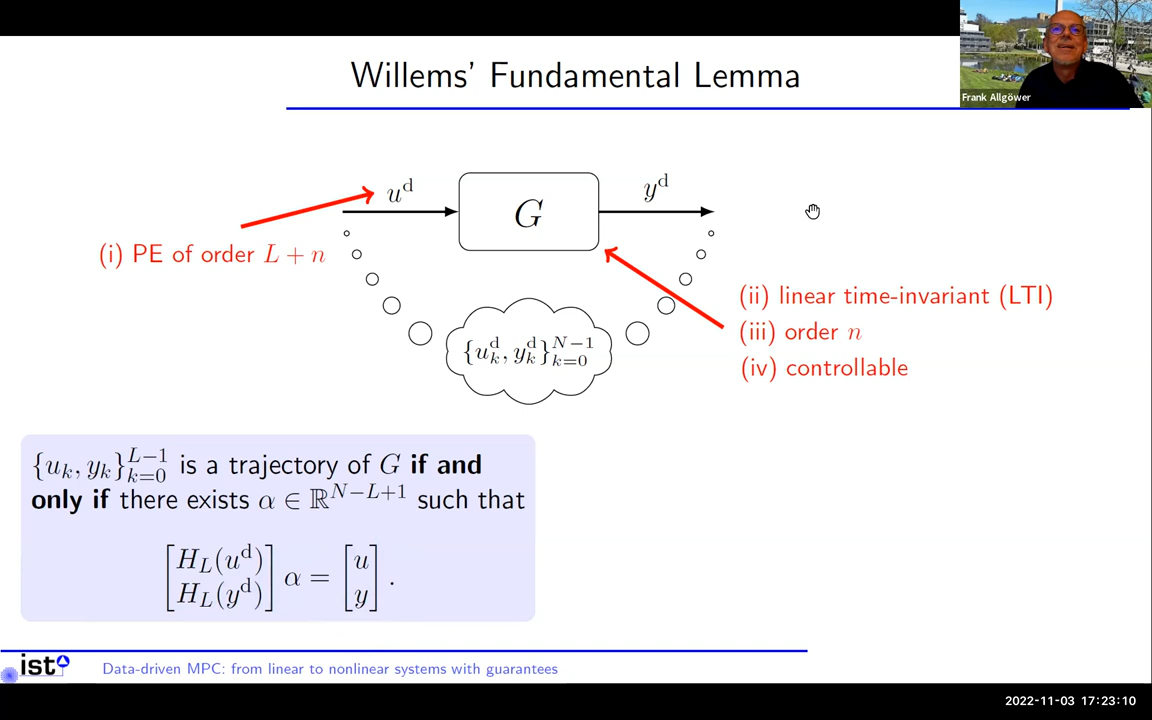 Willems' Fundamental Lemma
Frank Allgöwer
u^d
G
y^d
(i) PE of order L + n
(ii) linear time-invariant (LTI)
(iii) order n
(iv) controllable
{u_k^d, y_k^d}_{k=0}^{N−1}
{u_k, y_k}_{k=0}^{L−1} is a trajectory of G if and
only if there exists α ∈ ℝ^{N−L+1} such that
[H_L(u^d)
H_L(y^d)] α = [u
y] .
ist
Data-driven MPC: from linear to nonlinear systems with guarantees
2022-11-03 17:23:10